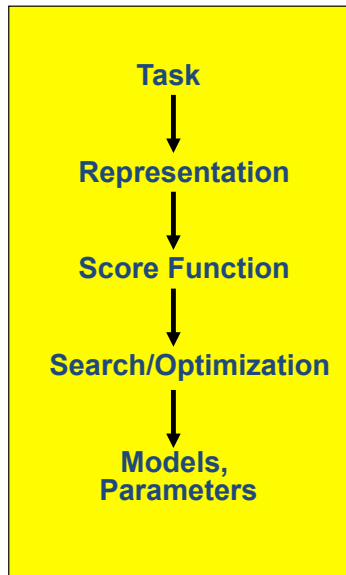 Task
Representation
Score Function
Search/Optimization
Models,
Parameters